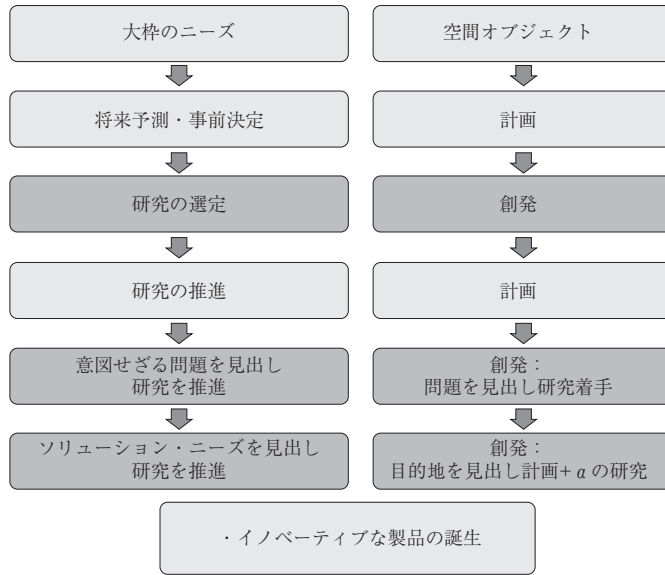 大枠のニーズ
空間オブジェクト
将来予測・事前決定
計画
研究の選定
創発
研究の推進
計画
意図せざる問題を見出し
研究を推進
創発：
問題を見出し研究着手
ソリューション・ニーズを見出し
研究を推進
創発：
目的地を見出し計画+ αの研究
・イノベーティブな製品の誕生